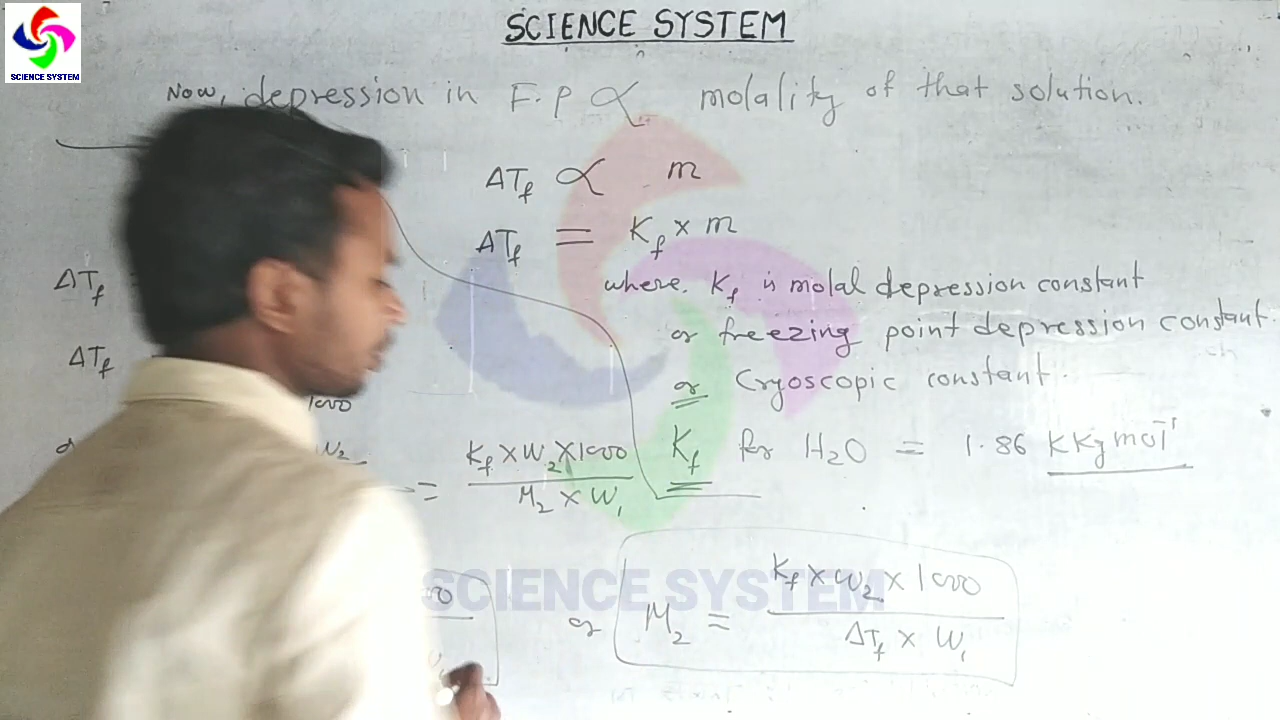 SCIENCE SYSTEM
SCIENCE SYSTEM
Now, depression in F.P ∝ molality of that solution.
ΔTf ∝ m
ΔTf = Kf × m
where Kf is molal depression constant
or freezing point depression constant.
or Cryoscopic constant.
Kf for H₂O = 1.86 K Kg mol⁻¹
ΔTf
ΔTf
1000
W₂
= Kf × W₂ × 1000 / M₂ × W₁
SCIENCE SYSTEM
or M₂ = Kf × W₂ × 1000 / ΔTf × W₁